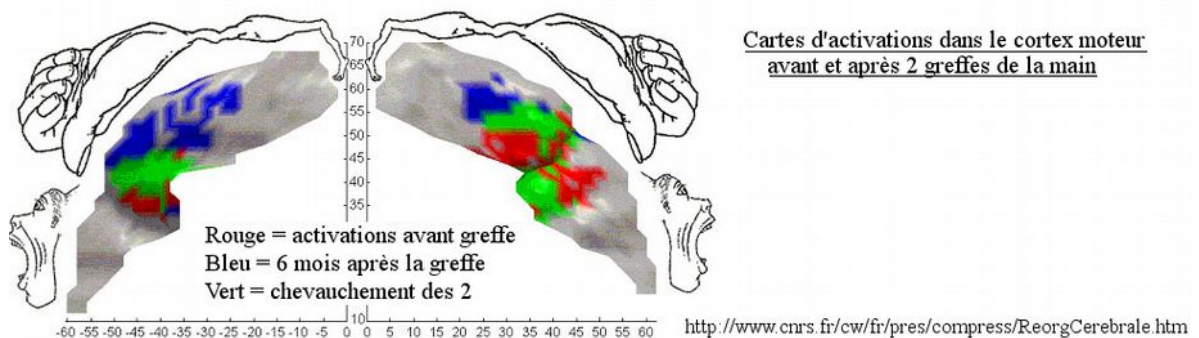 Cartes d'activations dans le cortex moteur
avant et après 2 greffes de la main
70
65
60
55
50
45
40
35
10
Rouge = activations avant greffe
Bleu = 6 mois après la greffe
Vert = chevauchement des 2
-60 -55 -50 -45 -40 -35 -30 -25 -20 -15 -10 -5 0 0 5 10 15 20 25 30 35 40 45 50 55 60
http://www.cnrs.fr/cw/fr/pres/compress/ReorgCerebrale.htm